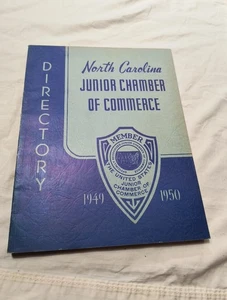 DIRECTORY
North Carolina
JUNIOR CHAMBER
OF COMMERCE
MEMBER
THE UNITED STATES
JUNIOR
CHAMBER OF
COMMERCE
1949 1950